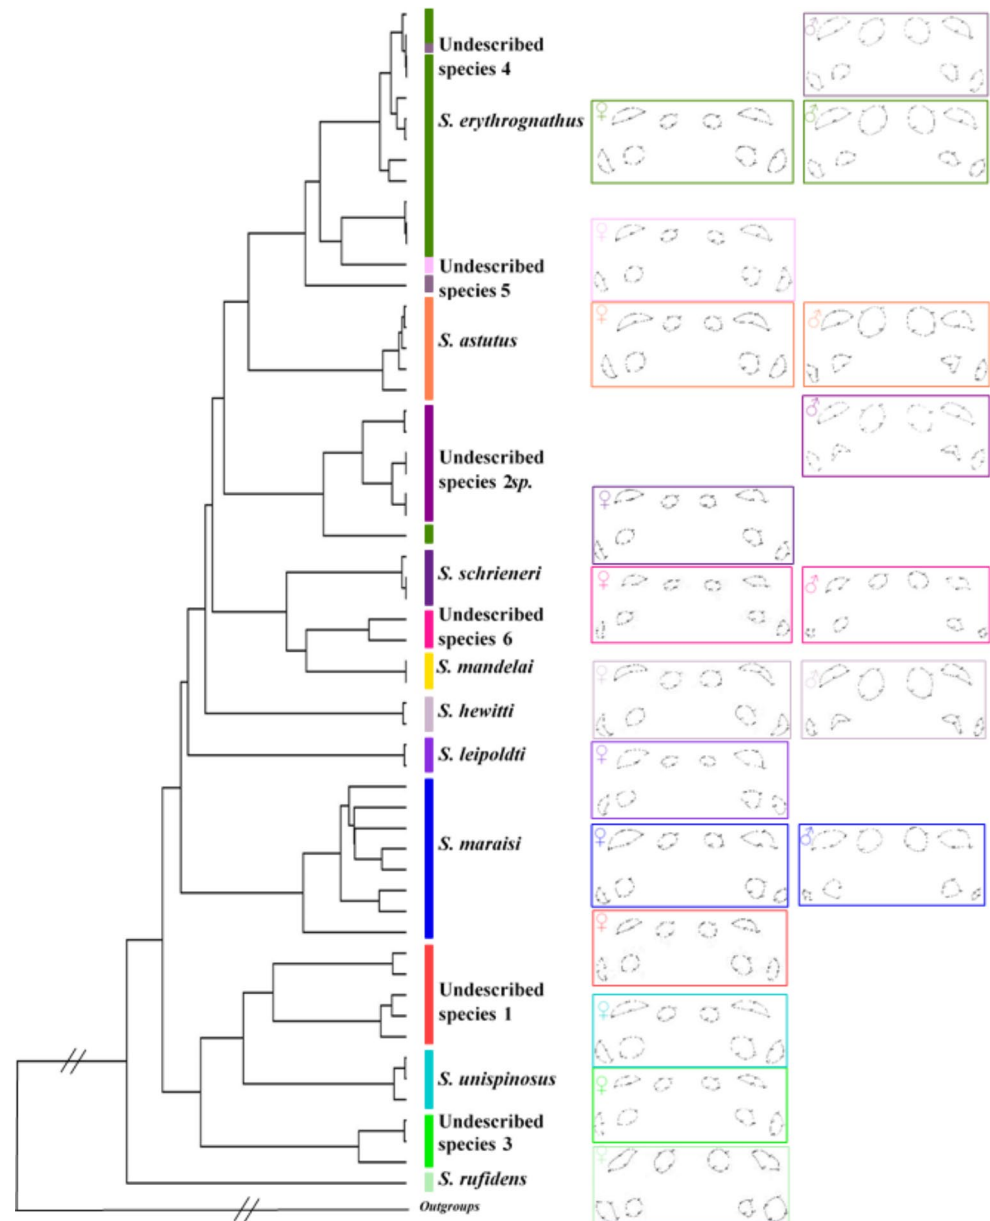 Undescribed
species 4
S. erythrognathus
Undescribed
species 5
S. astutus
Undescribed
species 2sp.
S. schrieneri
Undescribed
species 6
S. mandelai
S. hewitti
S. leipoldti
S. maraisi
Undescribed
species 1
S. unispinosus
Undescribed
species 3
S. rufidens
Outgroups
♂
♀ ♂
♀
♀ ♂
♂
♀
♀ ♂
♀ ♂
♀
♀ ♂
♀
♀
♀
♀